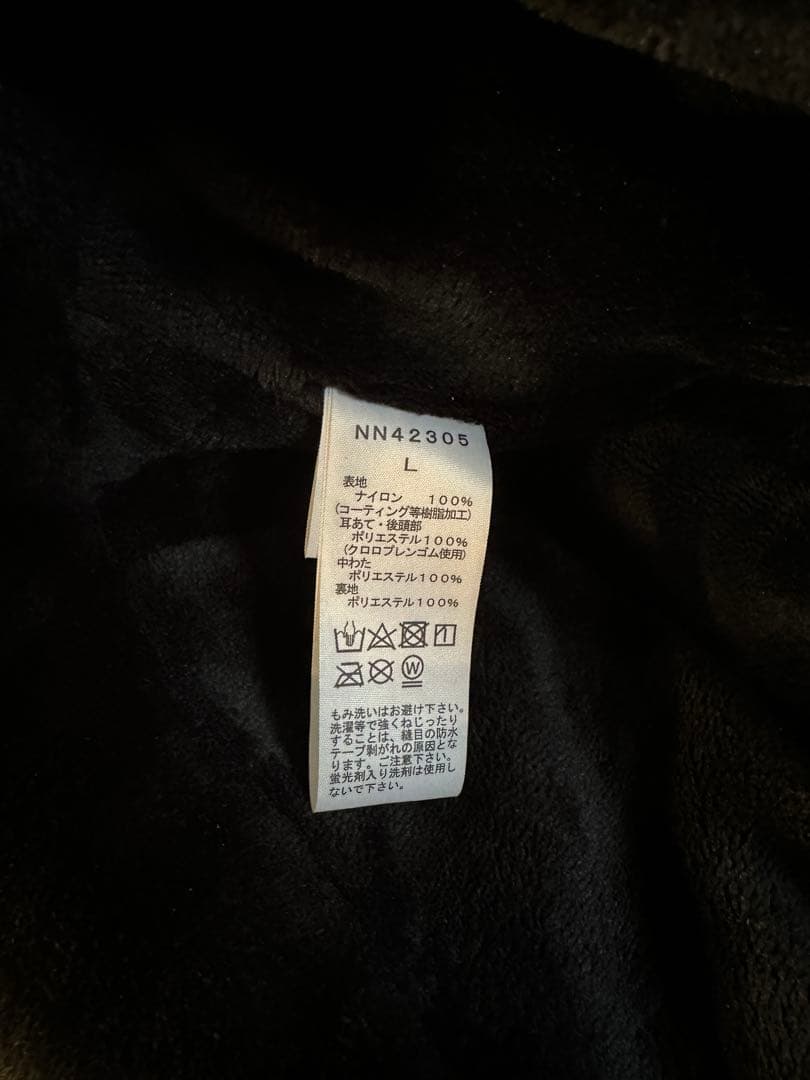 NN42305
L
表地
ナイロン 100%
(コーティング等樹脂加工)
耳あて・後頭部
ポリエステル100%
(クロロプレンゴム使用)
中わた
ポリエステル100%
裏地
ポリエステル100%
W
もみ洗いはお避け下さい。
洗濯等で強くねじったり
することは、縫目の防水
テープ剥がれの原因とな
ります。ご注意下さい。
蛍光剤入り洗剤は使用し
ないで下さい。